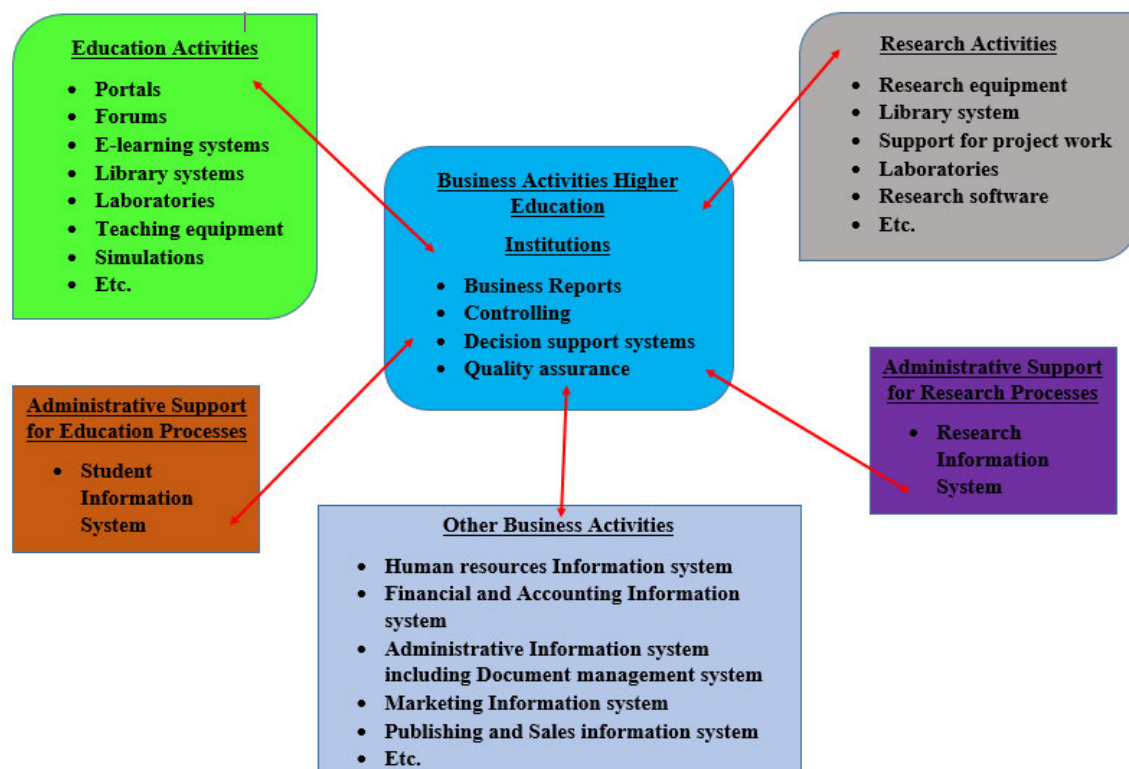 Education Activities
• Portals
• Forums
• E-learning systems
• Library systems
• Laboratories
• Teaching equipment
• Simulations
• Etc.
Research Activities
• Research equipment
• Library system
• Support for project work
• Laboratories
• Research software
• Etc.
Business Activities Higher
Education
Institutions
• Business Reports
• Controlling
• Decision support systems
• Quality assurance
Administrative Support
for Education Processes
• Student
Information
System
Administrative Support
for Research Processes
• Research
Information
System
Other Business Activities
• Human resources Information system
• Financial and Accounting Information
system
• Administrative Information system
including Document management system
• Marketing Information system
• Publishing and Sales information system
• Etc.